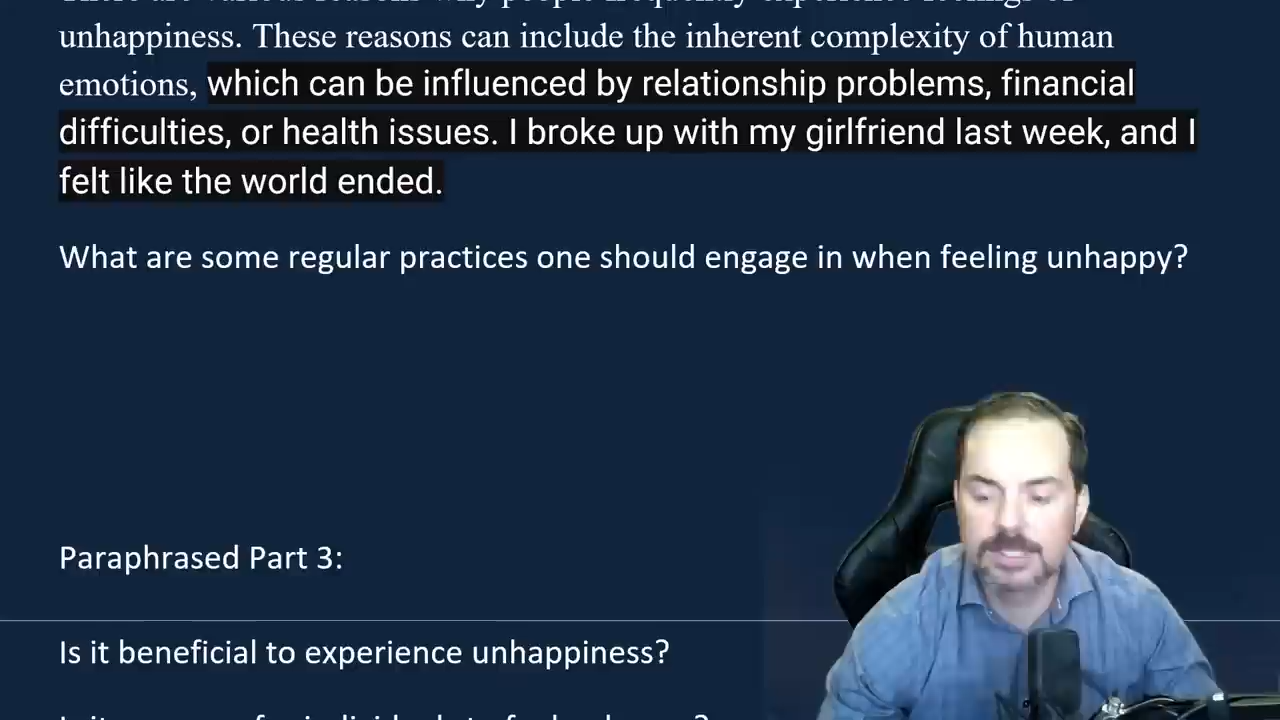 unhappiness. These reasons can include the inherent complexity of human
emotions, which can be influenced by relationship problems, financial
difficulties, or health issues. I broke up with my girlfriend last week, and I
felt like the world ended.
What are some regular practices one should engage in when feeling unhappy?
Paraphrased Part 3:
Is it beneficial to experience unhappiness?